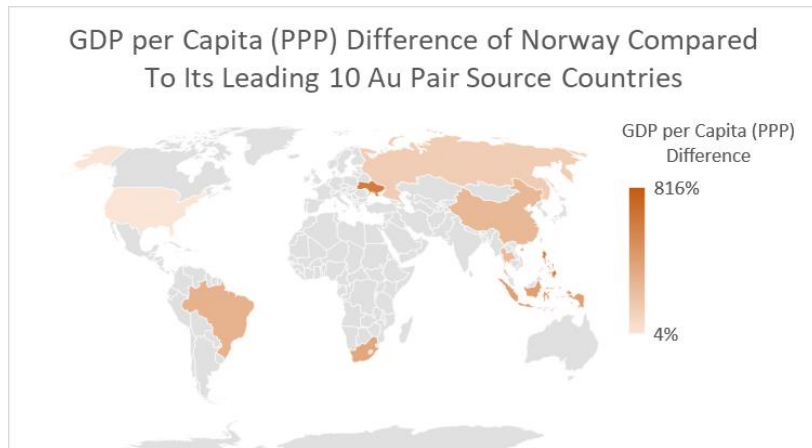 GDP per Capita (PPP) Difference of Norway Compared
To Its Leading 10 Au Pair Source Countries
GDP per Capita (PPP)
Difference
816%
4%